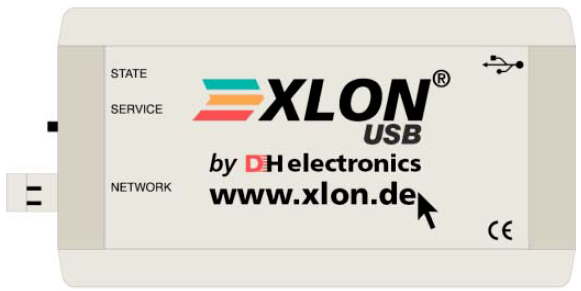 STATE
SERVICE
XLON®
USB
by DH electronics
www.xlon.de
NETWORK
CE